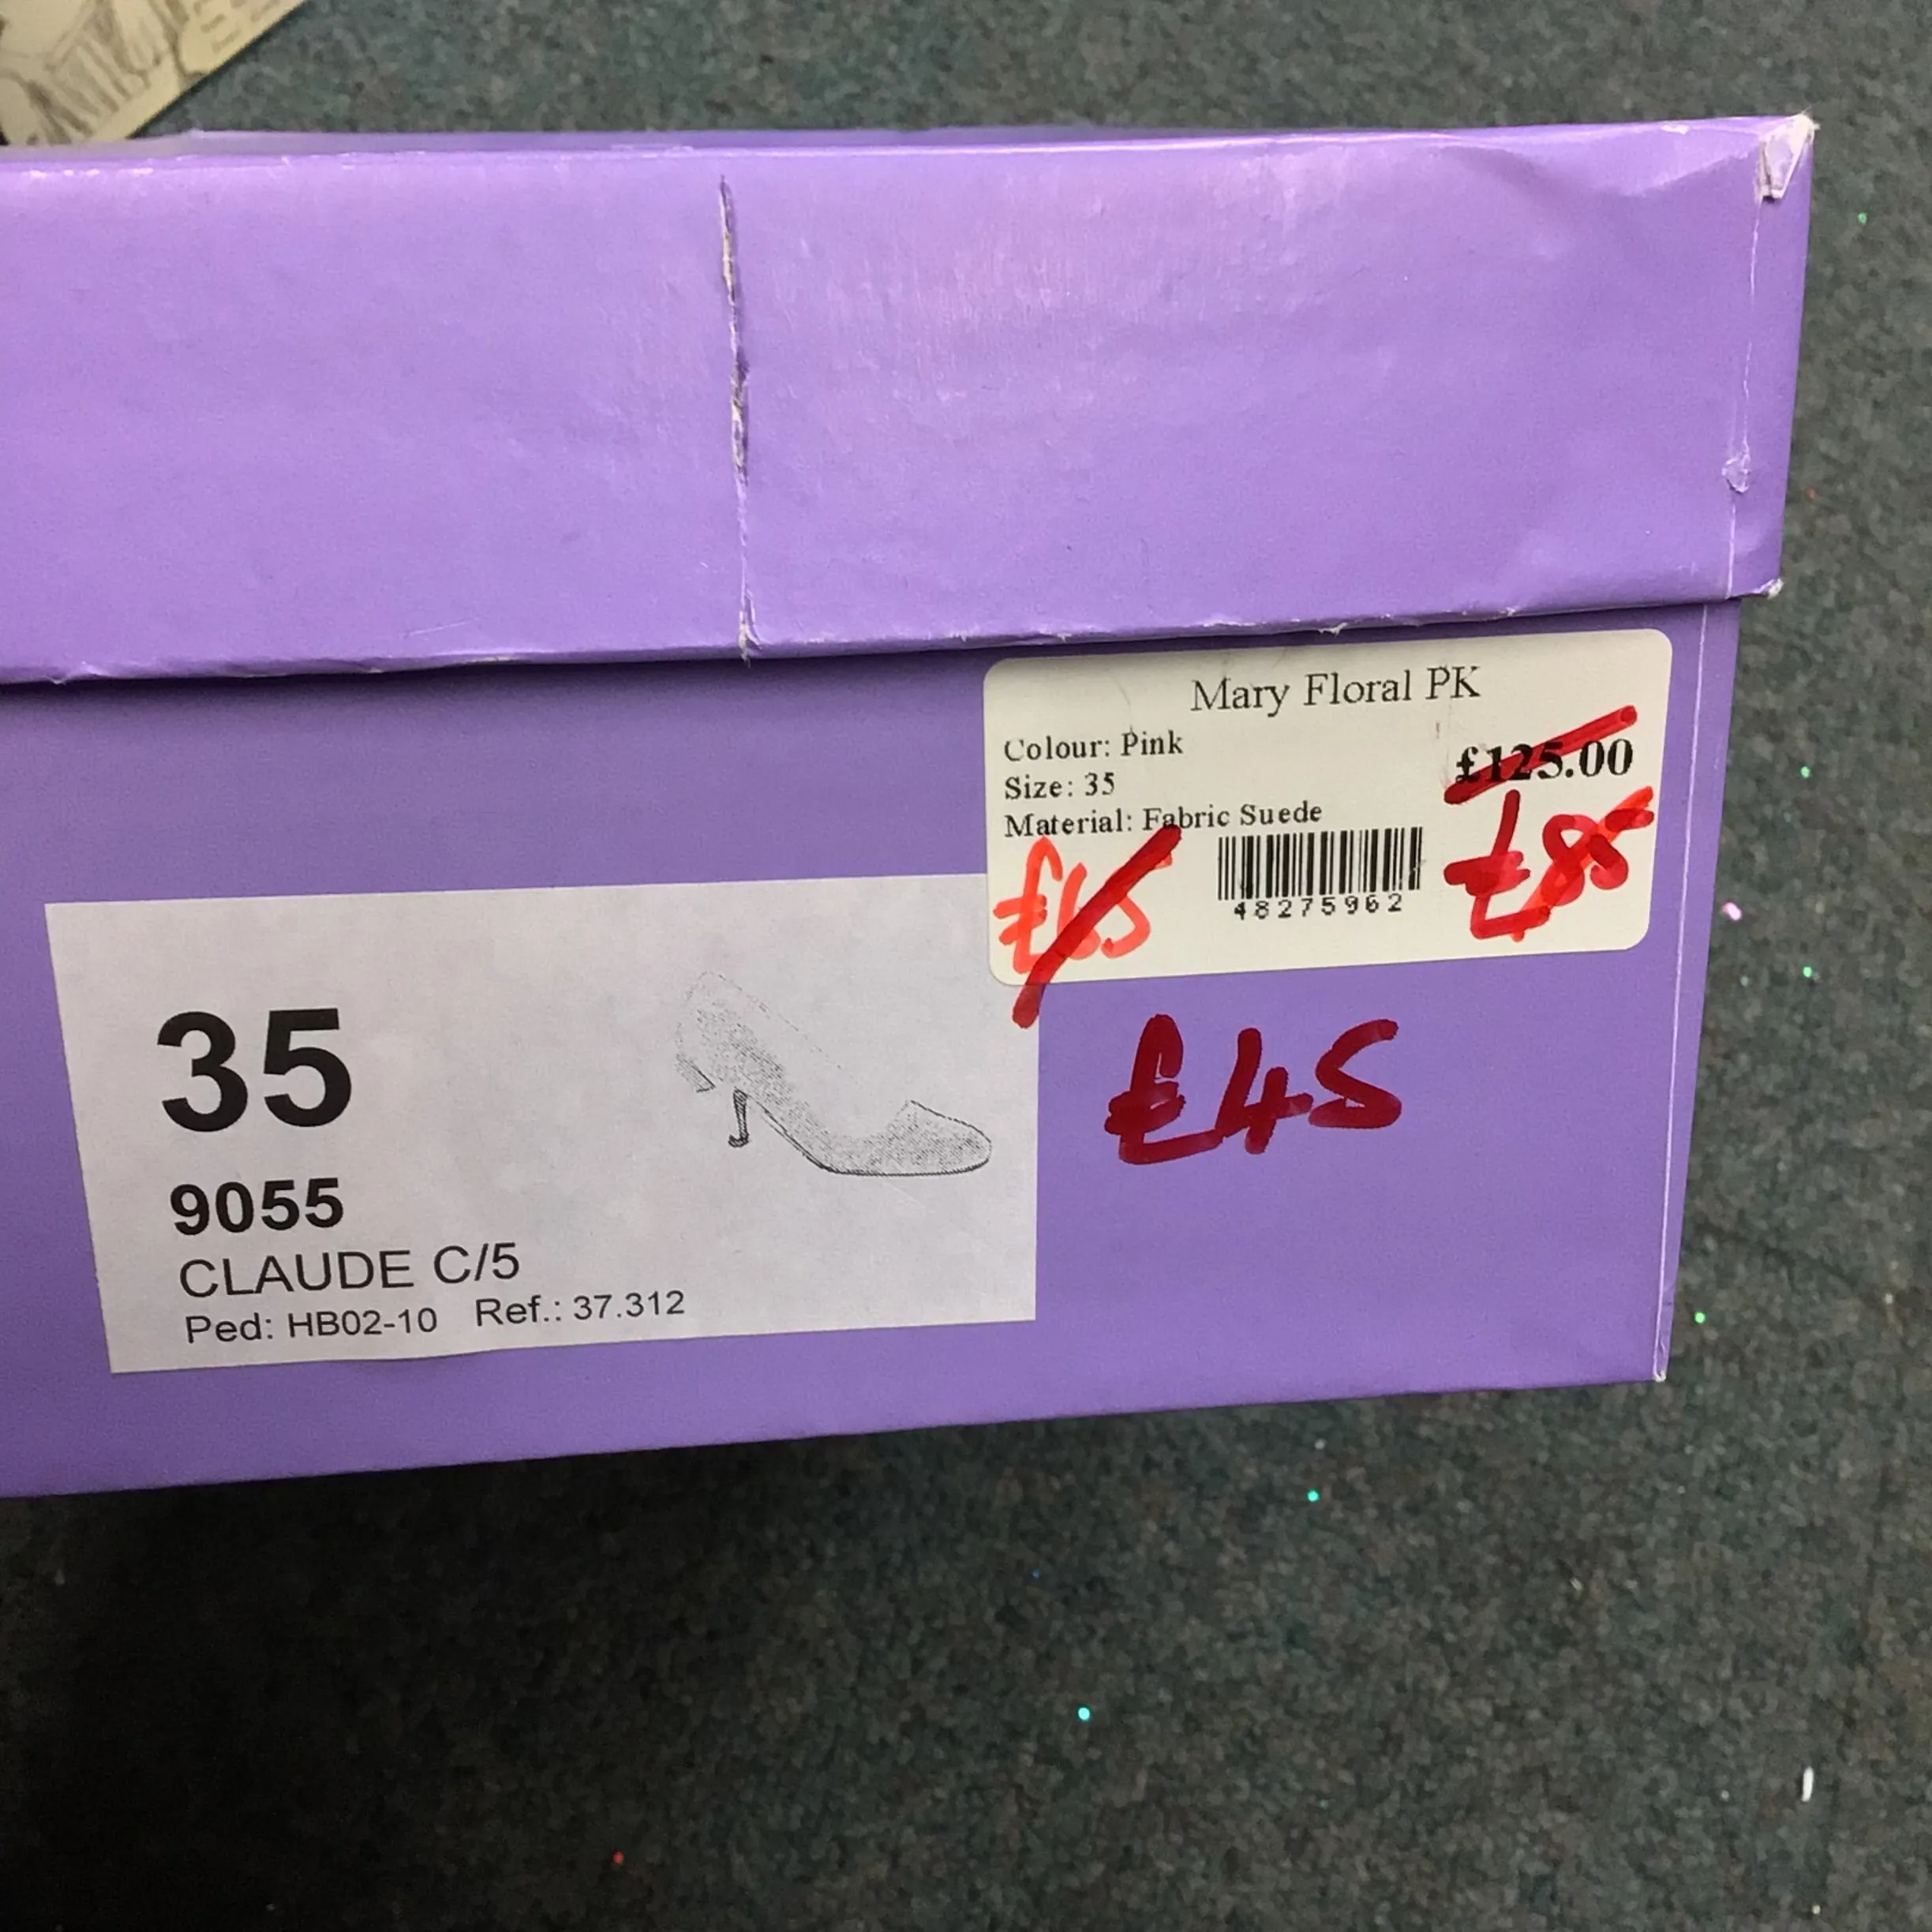 Mary Floral PK
Colour: Pink
£125.00
Size: 35
Material: Fabric Suede
£85
£65
48275962
£45
35
9055
CLAUDE C/5
Ped: HB02-10 Ref.: 37.312